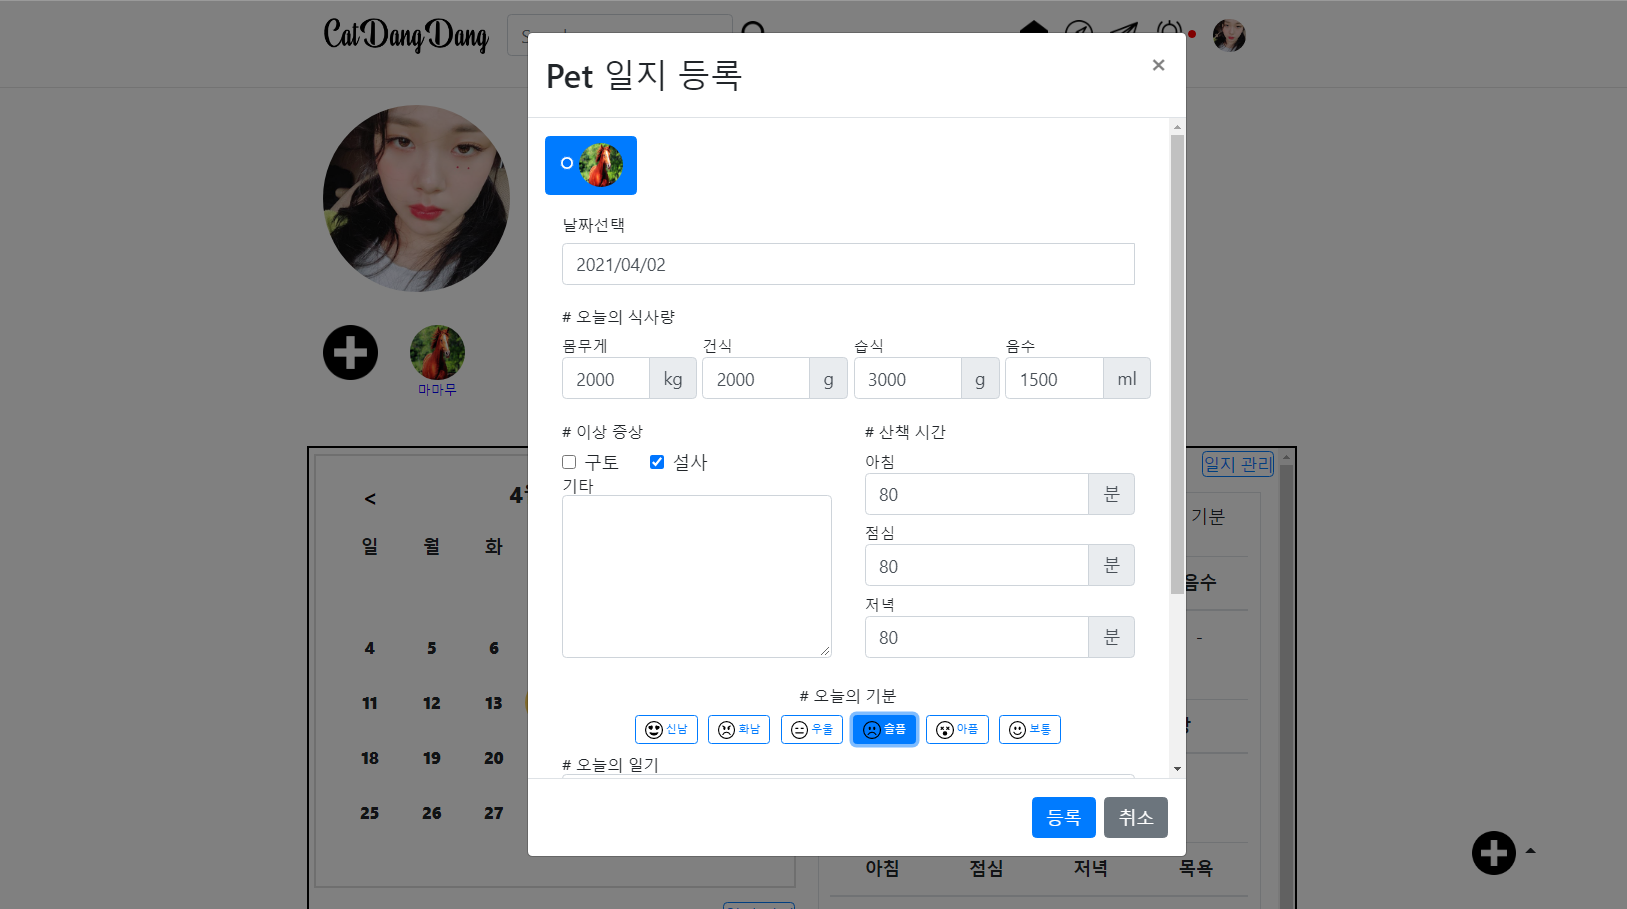 Cat Dang Dang
Pet 일지 등록
×
날짜선택
2021/04/02
# 오늘의 식사량
몸무게 건식 습식 음수
2000 kg 2000 g 3000 g 1500 ml
마마무
# 이상 증상 # 산책 시간
구토 설사
기타
아침
80 분
점심
80 분
저녁
80 분
# 오늘의 기분
신남 화남 우울 슬픔 아픔 보통
# 오늘의 일기
등록 취소
< 4
일 월 화
4 5 6
11 12 13
18 19 20
25 26 27
일지 관리
기분
음수
-
아침 점심 저녁 목욕